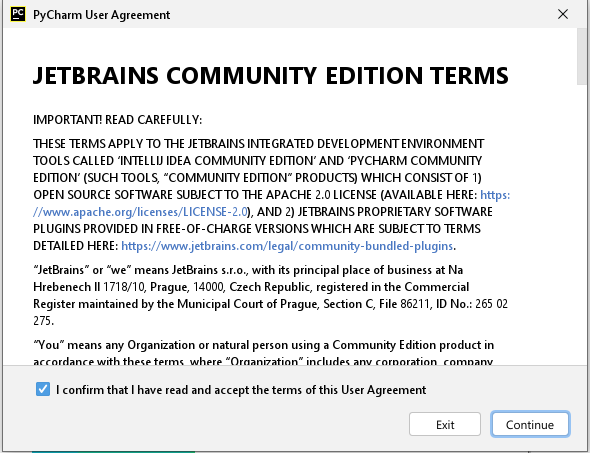 PC PyCharm User Agreement
JETBRAINS COMMUNITY EDITION TERMS
IMPORTANT! READ CAREFULLY:
THESE TERMS APPLY TO THE JETBRAINS INTEGRATED DEVELOPMENT ENVIRONMENT
TOOLS CALLED ‘INTELLIJ IDEA COMMUNITY EDITION’ AND ‘PYCHARM COMMUNITY
EDITION’ (SUCH TOOLS, “COMMUNITY EDITION” PRODUCTS) WHICH CONSIST OF 1)
OPEN SOURCE SOFTWARE SUBJECT TO THE APACHE 2.0 LICENSE (AVAILABLE HERE: https:
//www.apache.org/licenses/LICENSE-2.0), AND 2) JETBRAINS PROPRIETARY SOFTWARE
PLUGINS PROVIDED IN FREE-OF-CHARGE VERSIONS WHICH ARE SUBJECT TO TERMS
DETAILED HERE: https://www.jetbrains.com/legal/community-bundled-plugins.
“JetBrains” or “we” means JetBrains s.r.o., with its principal place of business at Na
Hrebenech II 1718/10, Prague, 14000, Czech Republic, registered in the Commercial
Register maintained by the Municipal Court of Prague, Section C, File 86211, ID No.: 265 02
275.
“You” means any Organization or natural person using a Community Edition product in
accordance with these terms, where “Organization” includes any corporation, company
I confirm that I have read and accept the terms of this User Agreement
Exit Continue